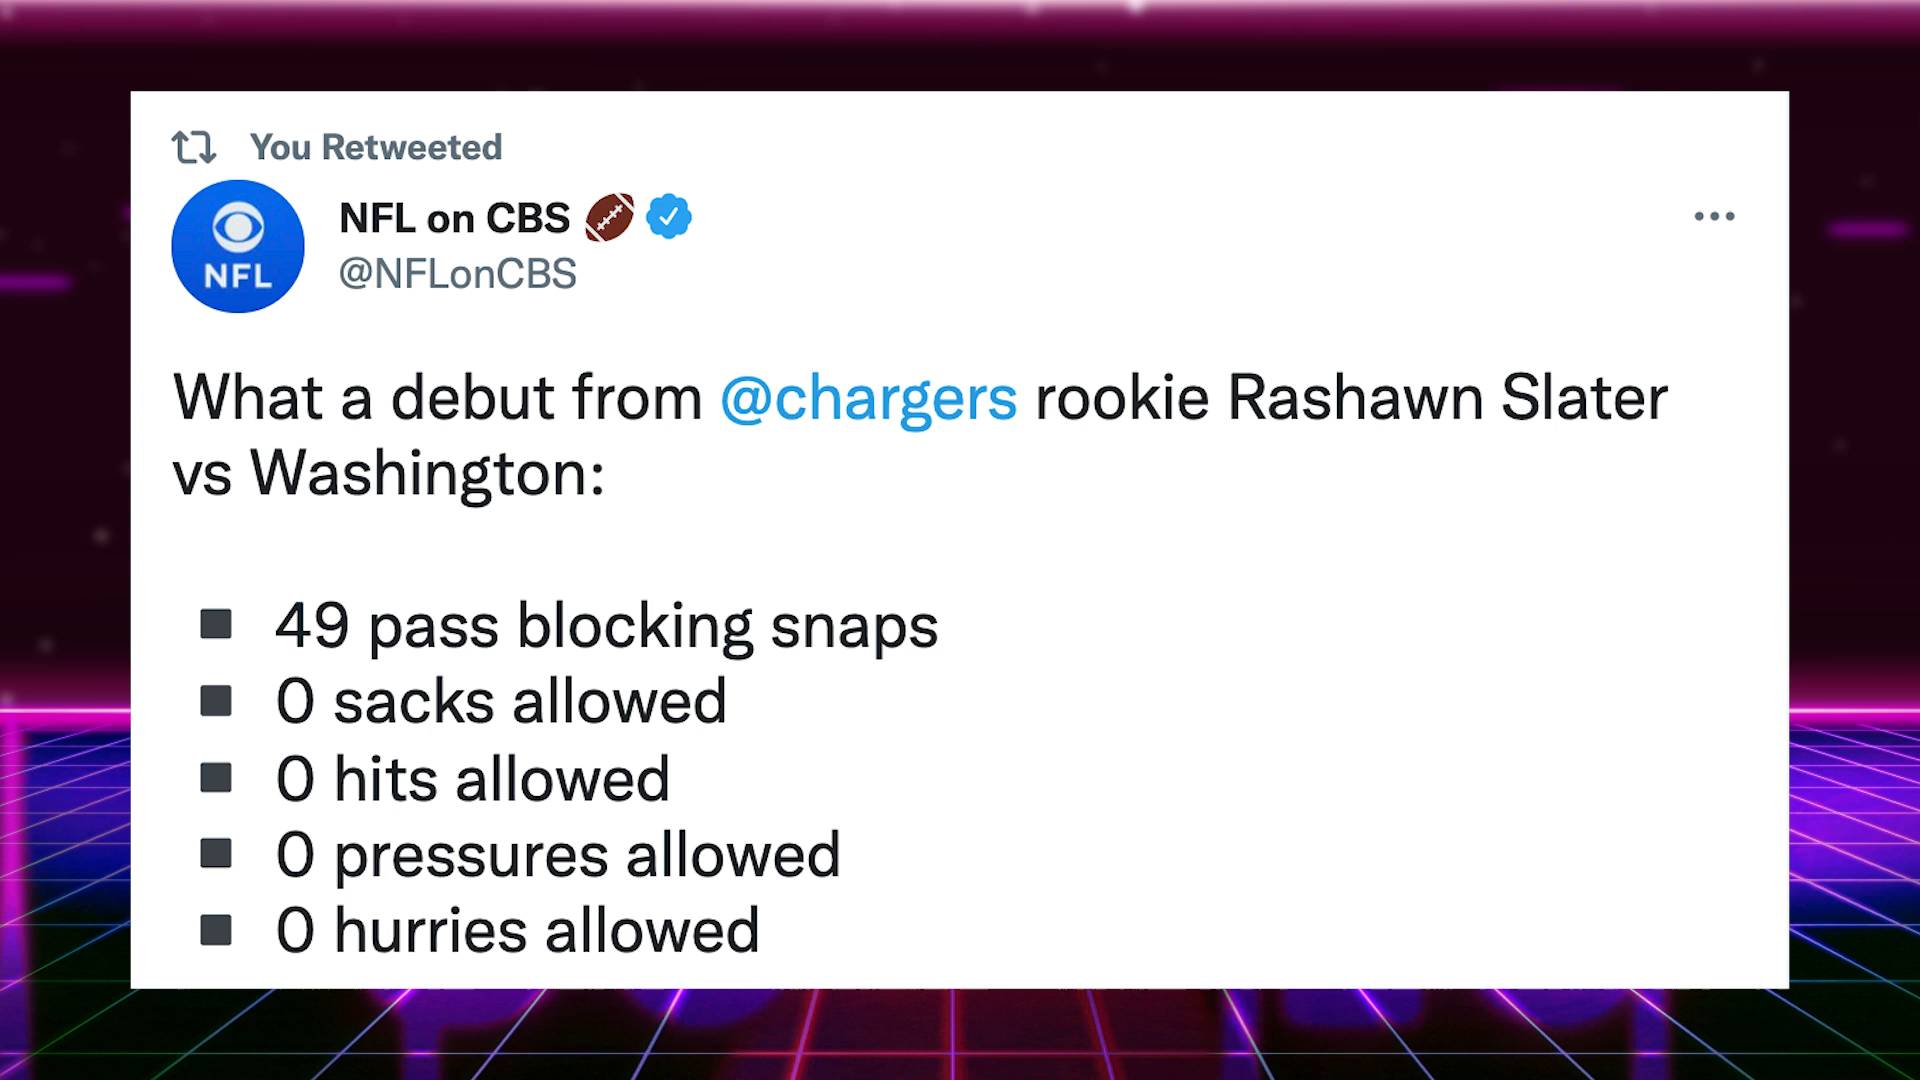 You Retweeted
NFL on CBS 🏈
NFL
@NFLonCBS
What a debut from @chargers rookie Rashawn Slater
vs Washington:
▪ 49 pass blocking snaps
▪ 0 sacks allowed
▪ 0 hits allowed
▪ 0 pressures allowed
▪ 0 hurries allowed